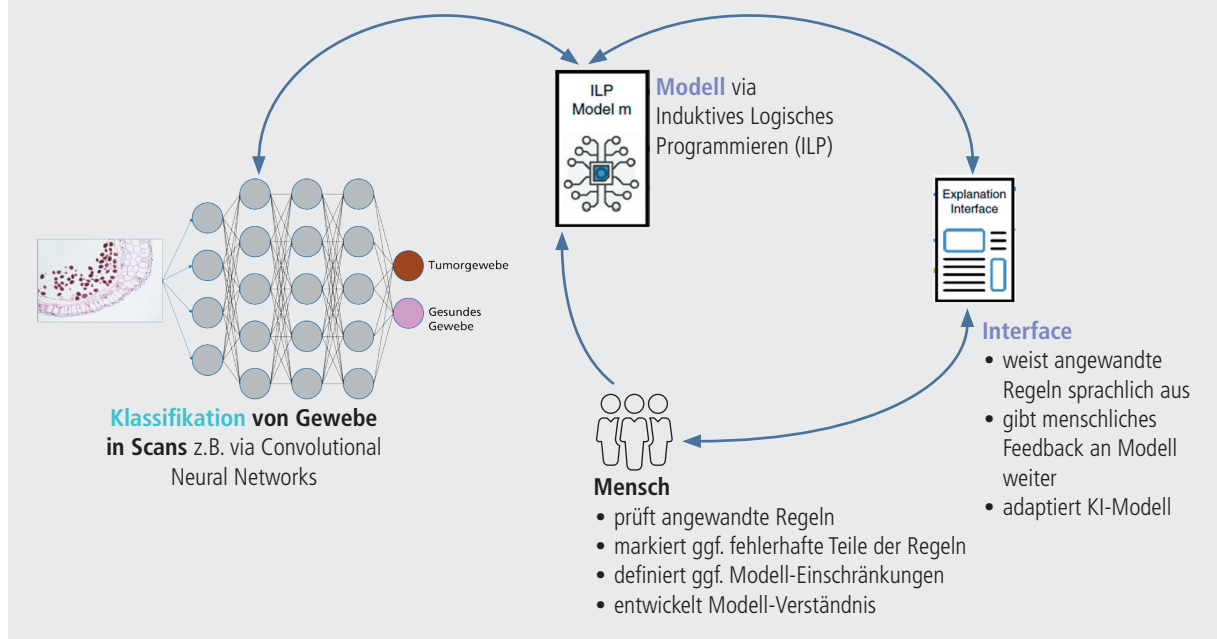 ILP
Model m
Modell via
Induktives Logisches
Programmieren (ILP)
Explanation
Interface
Tumorgewebe
Gesundes
Gewebe
Klassifikation von Gewebe
in Scans z.B. via Convolutional
Neural Networks
Interface
• weist angewandte
Regeln sprachlich aus
• gibt menschliches
Feedback an Modell
weiter
• adaptiert KI-Modell
Mensch
• prüft angewandte Regeln
• markiert ggf. fehlerhafte Teile der Regeln
• definiert ggf. Modell-Einschränkungen
• entwickelt Modell-Verständnis